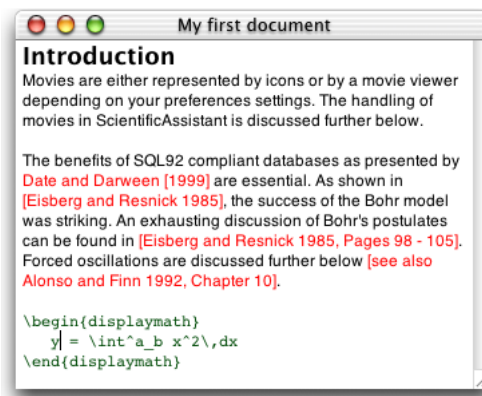 My first document
Introduction
Movies are either represented by icons or by a movie viewer
depending on your preferences settings. The handling of
movies in ScientificAssistant is discussed further below.
The benefits of SQL92 compliant databases as presented by
Date and Darween [1999] are essential. As shown in
[Eisberg and Resnick 1985], the success of the Bohr model
was striking. An exhausting discussion of Bohr's postulates
can be found in [Eisberg and Resnick 1985, Pages 98 - 105].
Forced oscillations are discussed further below [see also
Alonso and Finn 1992, Chapter 10].
\begin{displaymath}
y = \int^a_b x^2\,dx
\end{displaymath}